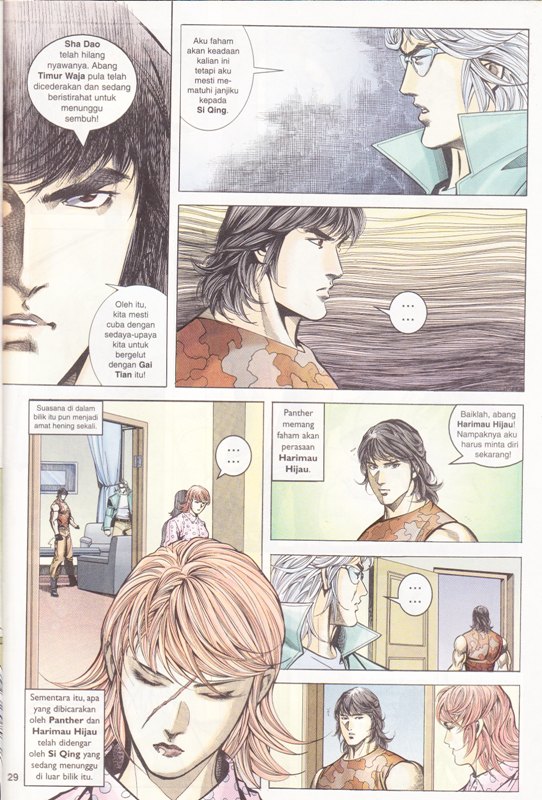 Sha Dao
telah hilang
nyawanya. Abang
Timur Waja pula telah
dicederakan dan sedang
beristirahat untuk
menunggu
sembuh!
Oleh itu,
kita mesti
cuba dengan
sedaya-upaya
kita untuk
bergelut
dengan Gai
Tian itu!
Aku faham
akan keadaan
kalian ini
tetapi aku
mesti me-
matuhi janjiku
kepada
Si Qing.
...
...
Suasana di dalam
bilik itu pun menjadi
amat hening sekali.
...
...
Panther
memang
faham akan
perasaan
Harimau
Hijau.
Baiklah, abang
Harimau Hijau!
Nampaknya aku
harus minta diri
sekarang!
...
...
Sementara itu, apa
yang dibicarakan
oleh Panther dan
Harimau Hijau
telah didengar
oleh Si Qing yang
sedang menunggu
di luar bilik itu.
29